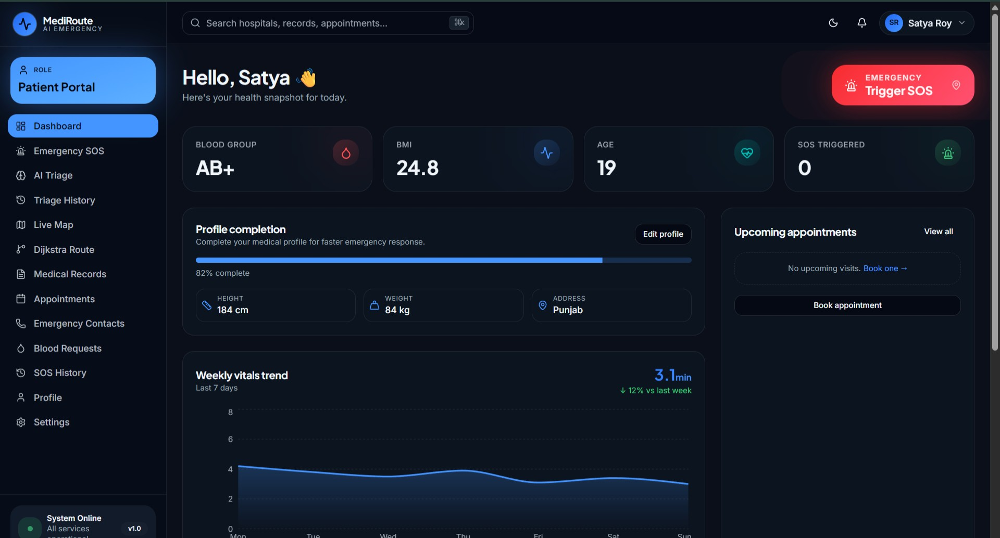 MediRoute
AI EMERGENCY
ROLE
Patient Portal
Dashboard
Emergency SOS
AI Triage
Triage History
Live Map
Dijkstra Route
Medical Records
Appointments
Emergency Contacts
Blood Requests
SOS History
Profile
Settings
System Online
All services
operational
v1.0
Search hospitals, records, appointments...
⌘K
SR
Satya Roy
Hello, Satya 👋
Here's your health snapshot for today.
EMERGENCY
Trigger SOS
BLOOD GROUP
AB+
BMI
24.8
AGE
19
SOS TRIGGERED
0
Profile completion
Complete your medical profile for faster emergency response.
Edit profile
82% complete
HEIGHT
184 cm
WEIGHT
84 kg
ADDRESS
Punjab
Upcoming appointments
View all
No upcoming visits. Book one →
Book appointment
Weekly vitals trend
Last 7 days
3.1min
↓ 12% vs last week
8
6
4
2
0
Mon Tue Wed Thu Fri Sat Sun